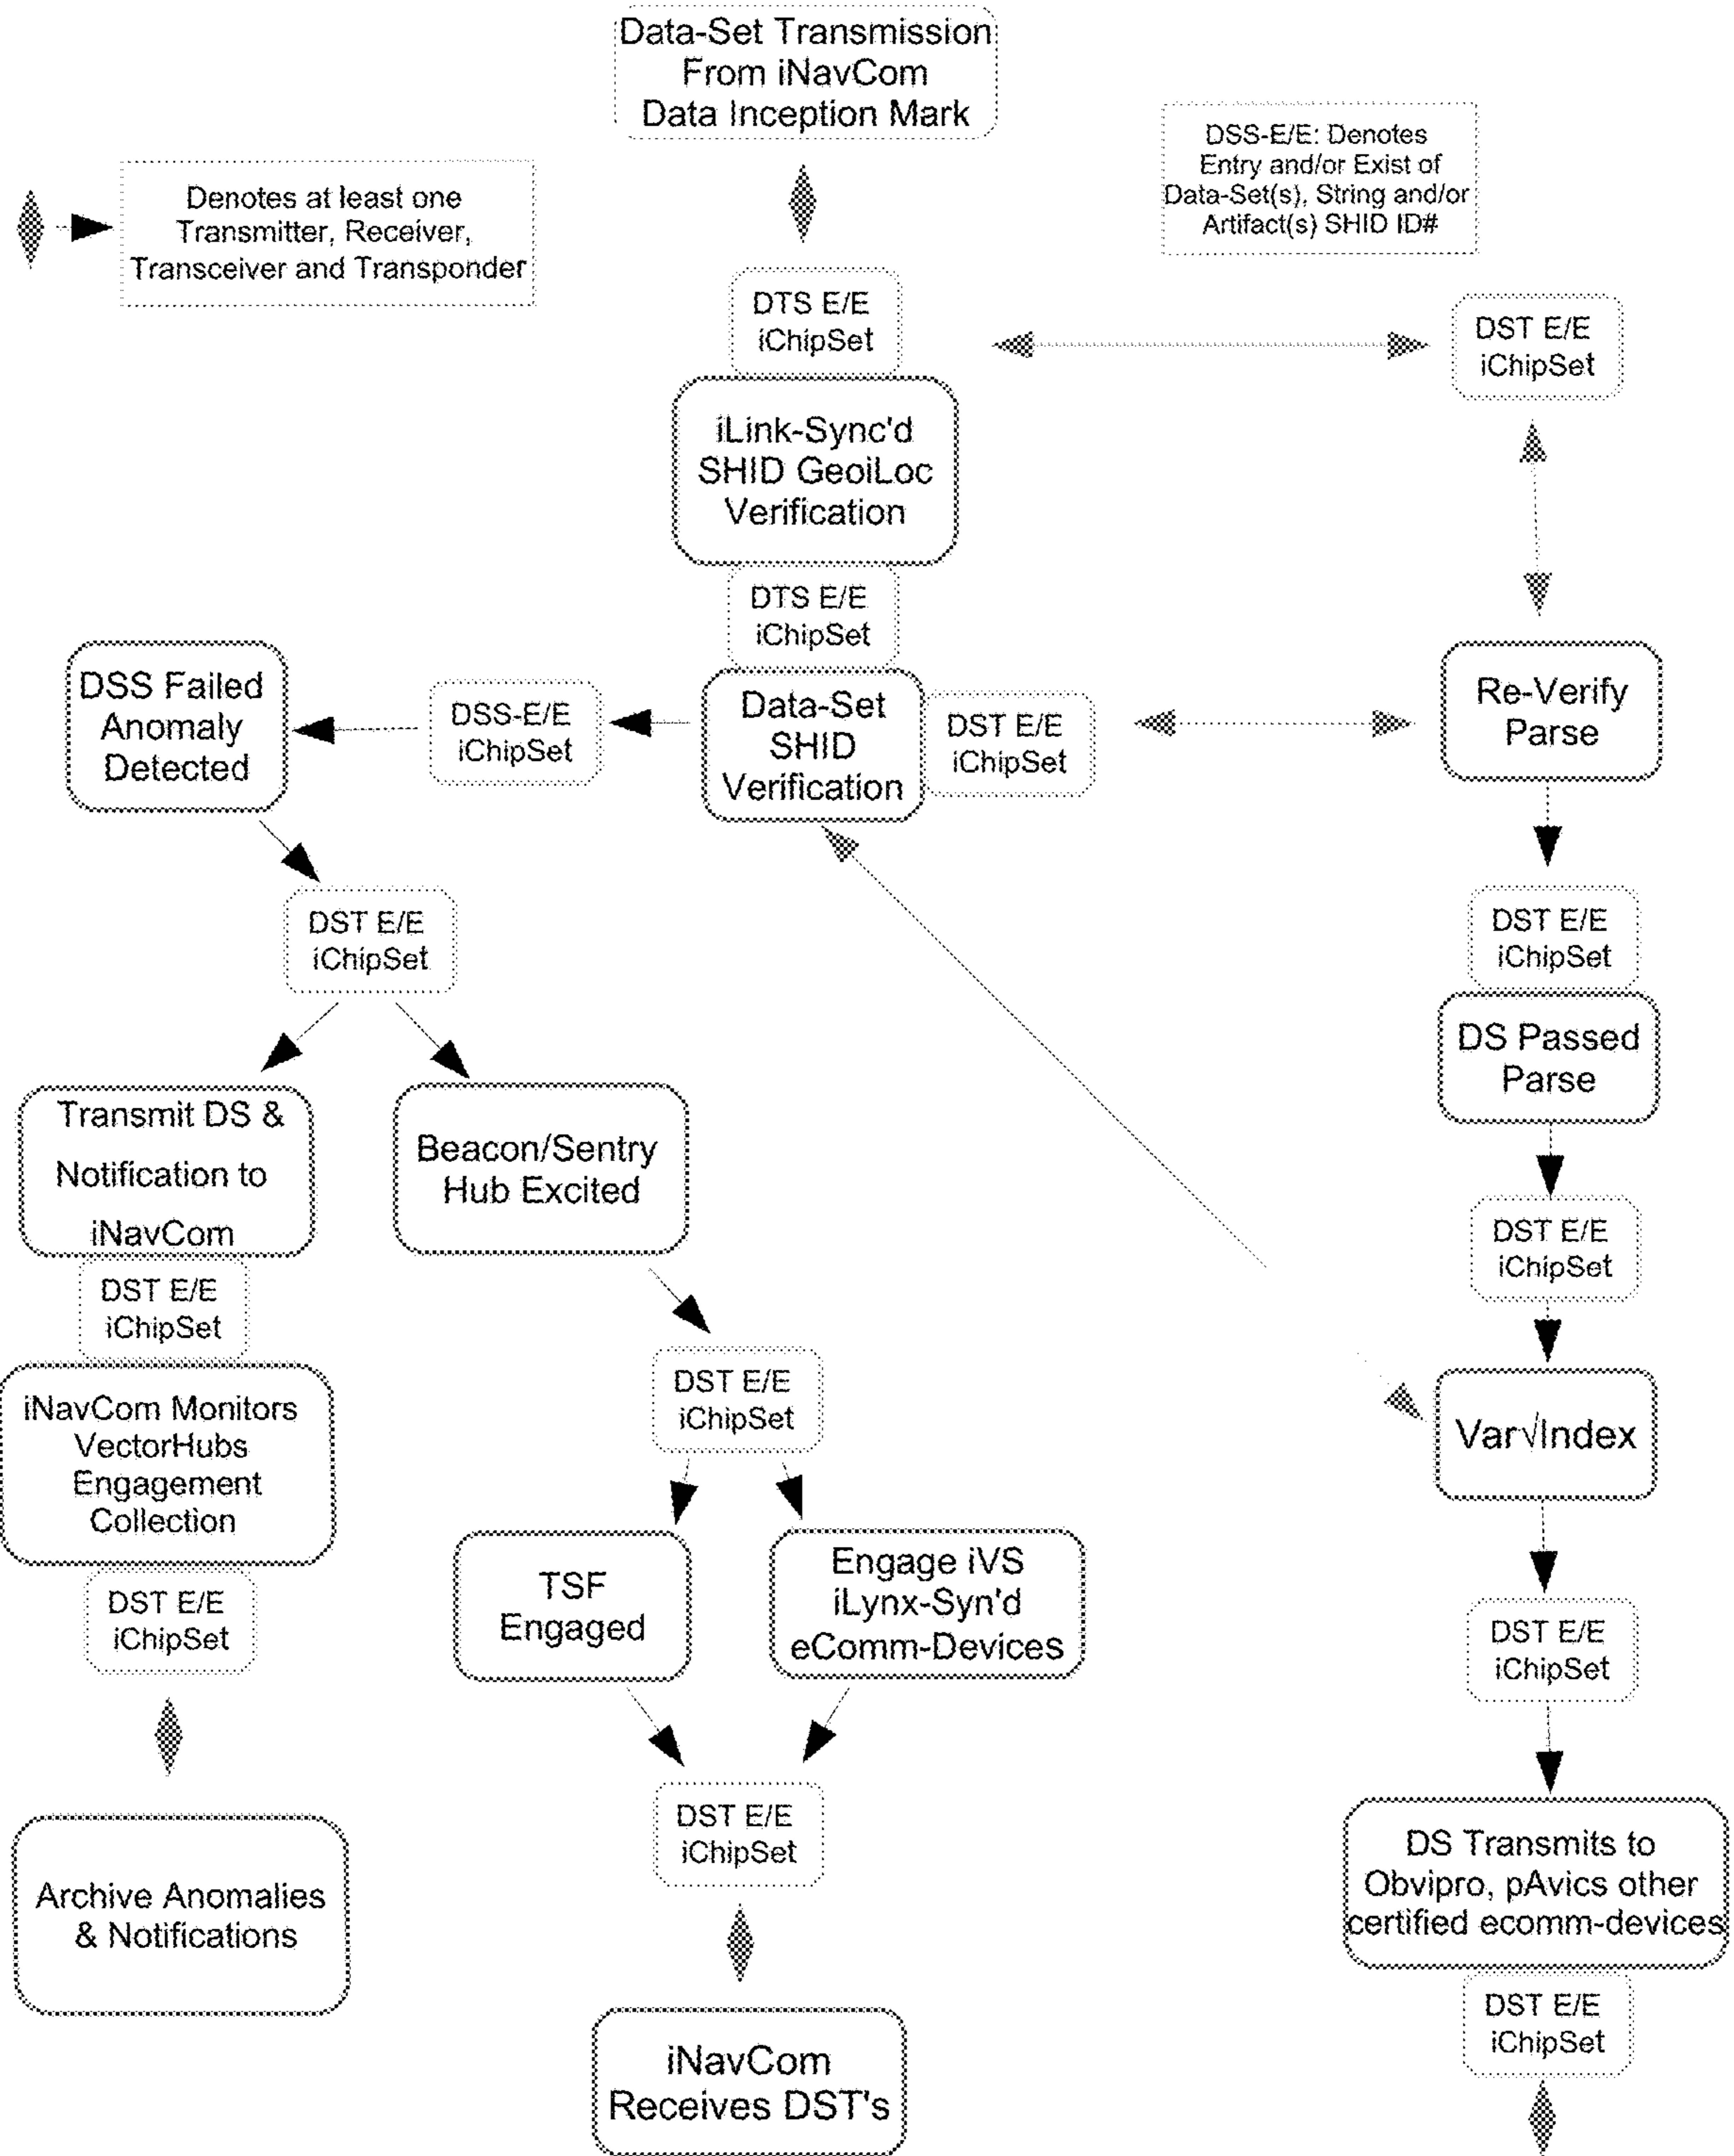 Data-Set Transmission
From iNavCom
Data Inception Mark
DSS-E/E: Denotes
Entry and/or Exist of
Data-Set(s), String and/or
Artifact(s) SHID ID#
Denotes at least one
Transmitter, Receiver,
Transceiver and Transponder
DTS E/E
iChipSet
DST E/E
iChipSet
iLink-Sync'd
SHID GeoiLoc
Verification
DTS E/E
iChipSet
DSS Failed
Anomaly
Detected
DSS-E/E
iChipSet
Data-Set
SHID
Verification
DST E/E
iChipSet
Re-Verify
Parse
DST E/E
iChipSet
DST E/E
iChipSet
DS Passed
Parse
Transmit DS &
Notification to
iNavCom
Beacon/Sentry
Hub Excited
DST E/E
iChipSet
DST E/E
iChipSet
iNavCom Monitors
VectorHubs
Engagement
Collection
DST E/E
iChipSet
Var√Index
DST E/E
iChipSet
TSF
Engaged
Engage iVS
iLynx-Syn'd
eComm-Devices
DST E/E
iChipSet
DST E/E
iChipSet
Archive Anomalies
& Notifications
DS Transmits to
Obvipro, pAvics other
certified ecomm-devices
iNavCom
Receives DST's
DST E/E
iChipSet